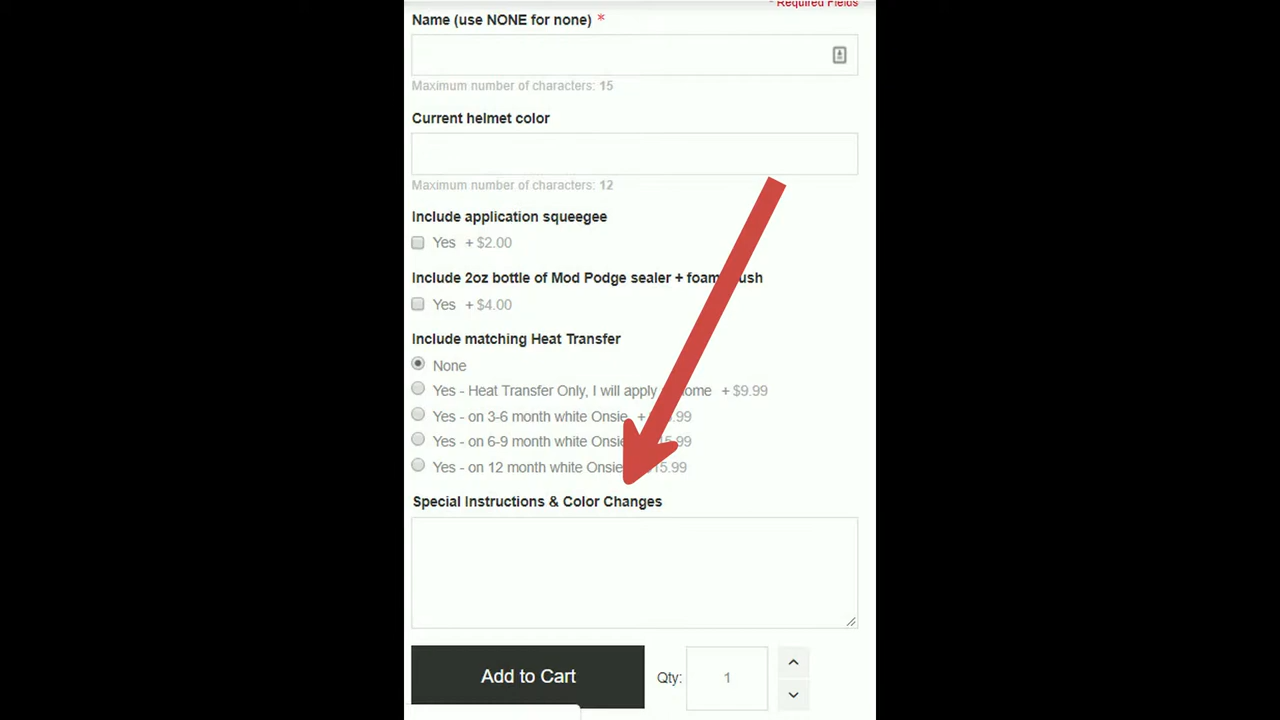 * Required Fields
Name (use NONE for none) *
Maximum number of characters: 15
Current helmet color
Maximum number of characters: 12
Include application squeegee
Yes + $2.00
Include 2oz bottle of Mod Podge sealer + foam
Yes + $4.00
Include matching Heat Transfer
None
Yes - Heat Transfer Only, I will apply + $9.99
Yes - on 3-6 month white Onsie +
Yes - on 6-9 month white Onsie
Yes - on 12 month white Onsie
Special Instructions & Color Changes
Add to Cart
Qty: 1